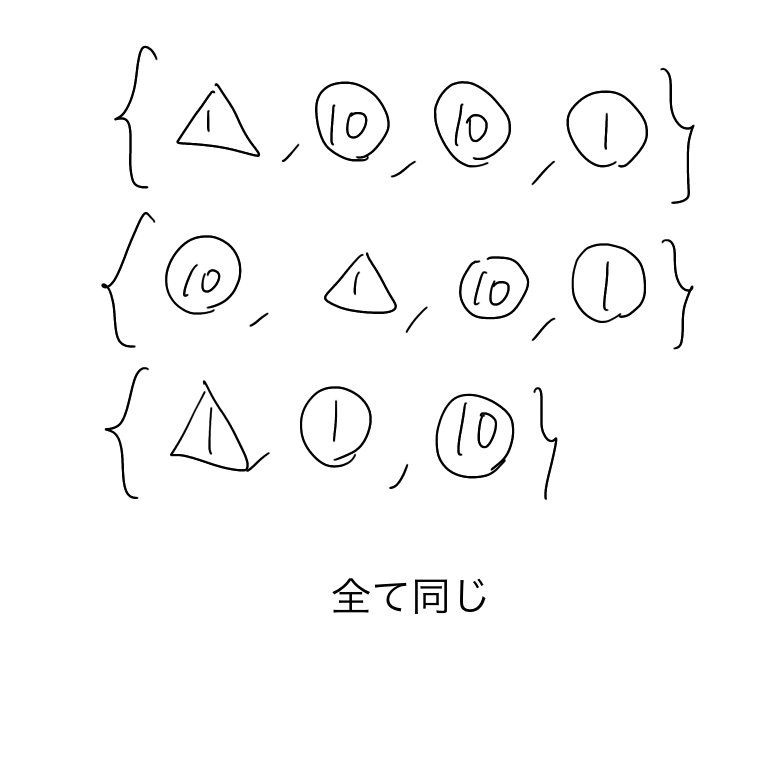 { 1, 10, 10, 1 }
{ 10, 1, 10, 1 }
{ 1, 1, 10 }
全て同じ